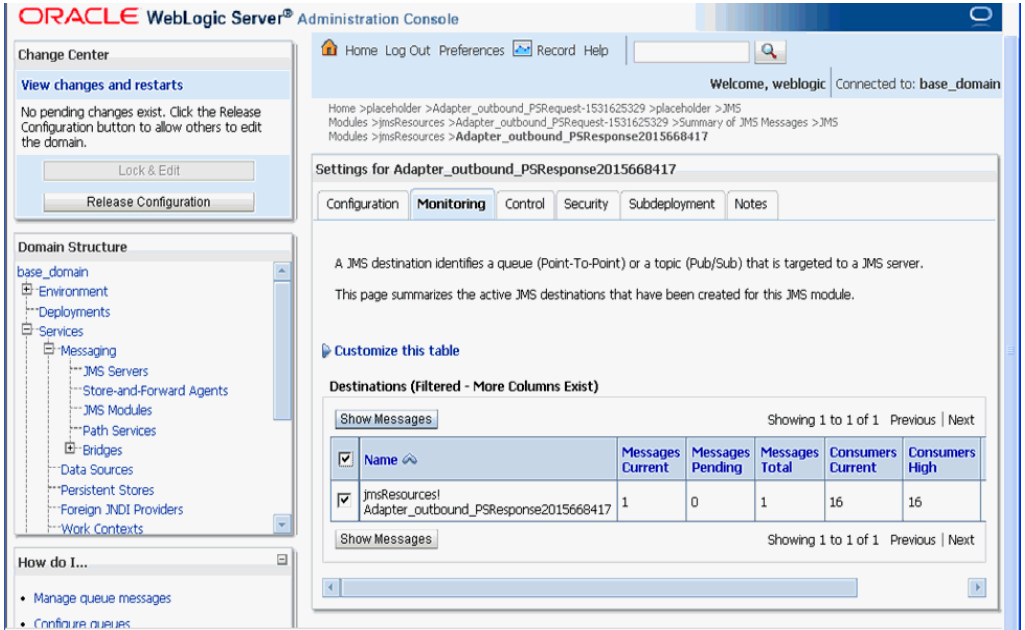 ORACLE WebLogic Server® Administration Console
Change Center
View changes and restarts
No pending changes exist. Click the Release
Configuration button to allow others to edit
the domain.
Lock & Edit
Release Configuration
Domain Structure
base_domain
Environment
Deployments
Services
Messaging
JMS Servers
Store-and-Forward Agents
JMS Modules
Path Services
Bridges
Data Sources
Persistent Stores
Foreign JNDI Providers
Work Contexts
How do I...
Manage queue messages
Configure queues
Home Log Out Preferences Record Help
Welcome, weblogic Connected to: base_domain
Home >placeholder >Adapter_outbound_PSRequest-1531625329 >placeholder >JMS
Modules >jmsResources >Adapter_outbound_PSRequest-1531625329 >Summary of JMS Messages >JMS
Modules >jmsResources >Adapter_outbound_PSResponse2015668417
Settings for Adapter_outbound_PSResponse2015668417
Configuration Monitoring Control Security Subdeployment Notes
A JMS destination identifies a queue (Point-To-Point) or a topic (Pub/Sub) that is targeted to a JMS server.
This page summarizes the active JMS destinations that have been created for this JMS module.
Customize this table
Destinations (Filtered - More Columns Exist)
Show Messages Showing 1 to 1 of 1 Previous | Next
Name Messages Current Messages Pending Messages Total Consumers Current Consumers High
jmsResources!
Adapter_outbound_PSResponse2015668417 1 0 1 16 16
Show Messages Showing 1 to 1 of 1 Previous | Next